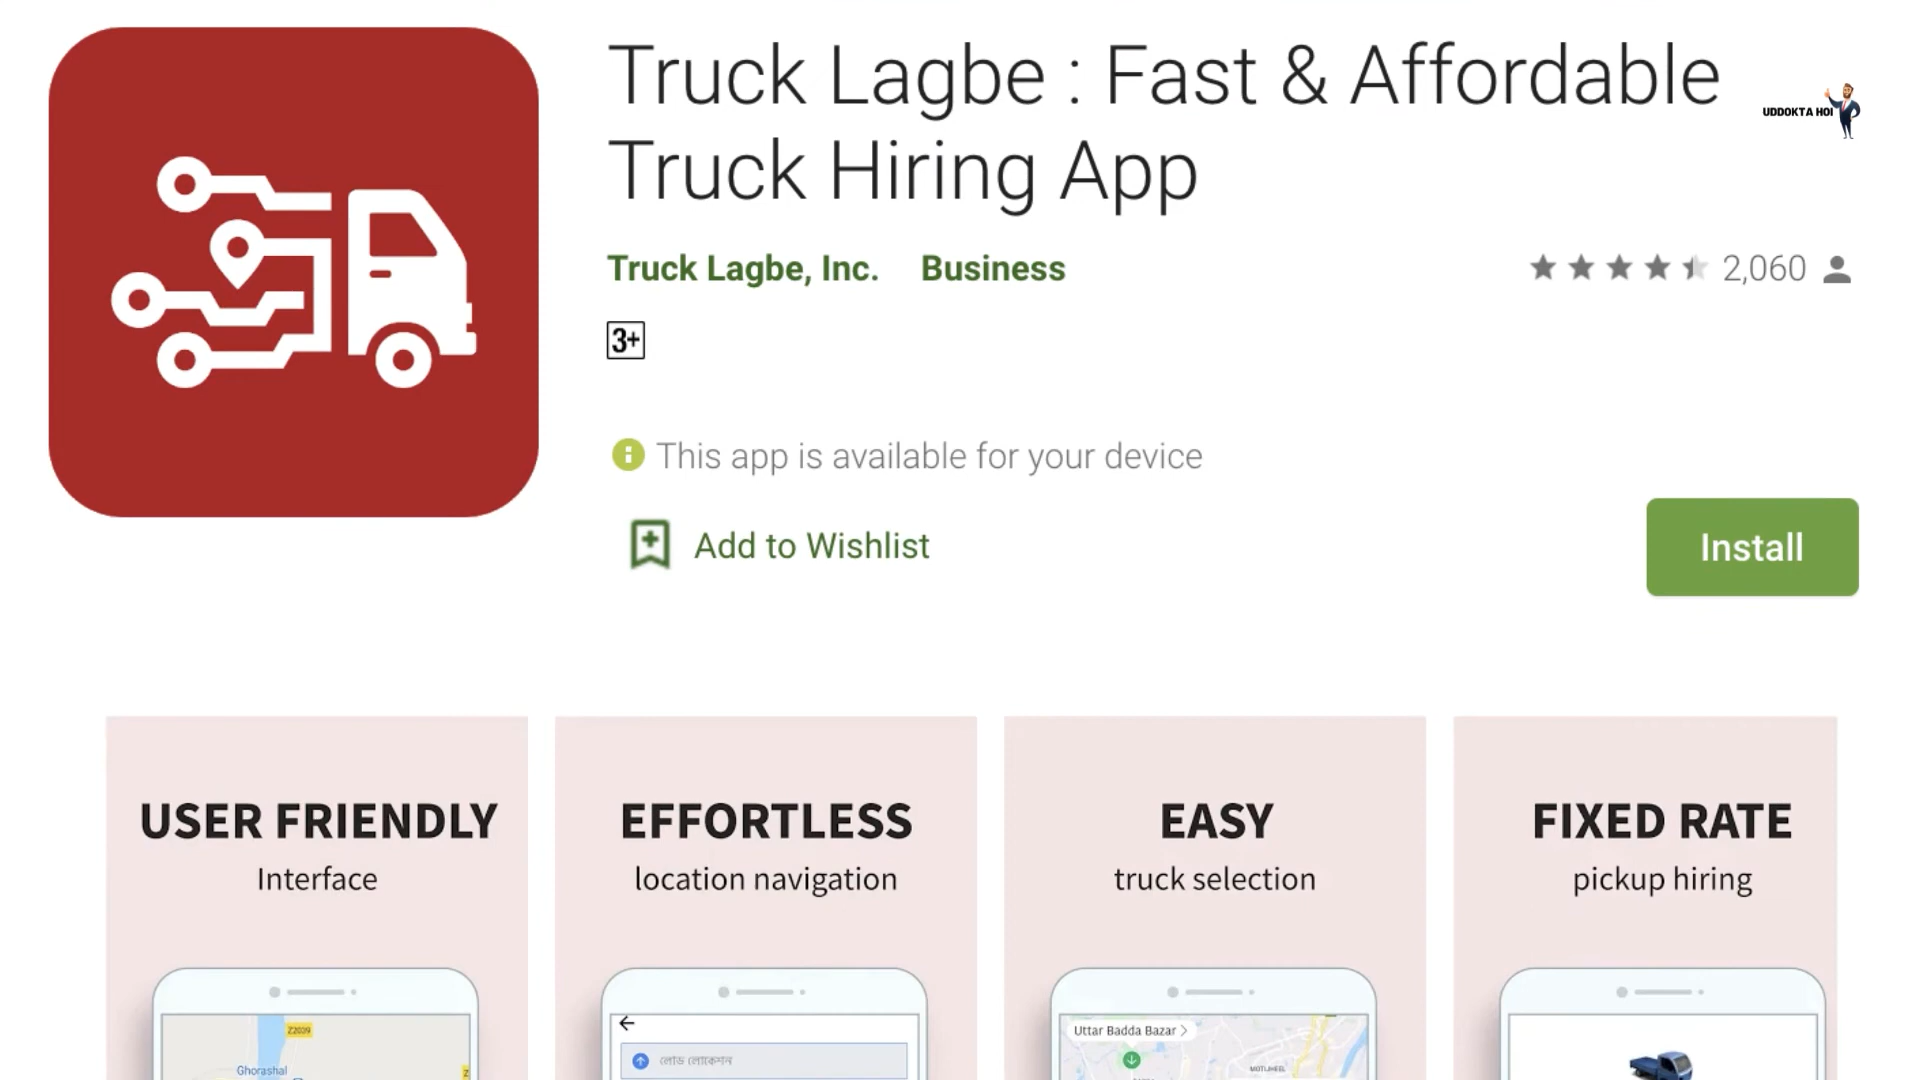 Truck Lagbe : Fast & Affordable
Truck Hiring App
UDDOKTA HOI
Truck Lagbe, Inc. Business
2,060
3+
This app is available for your device
Add to Wishlist
Install
USER FRIENDLY
Interface
EFFORTLESS
location navigation
EASY
truck selection
FIXED RATE
pickup hiring
Z2039
Ghorashal
Z
লোড লোকেশন
Uttar Badda Bazar
MOTIJHEEL